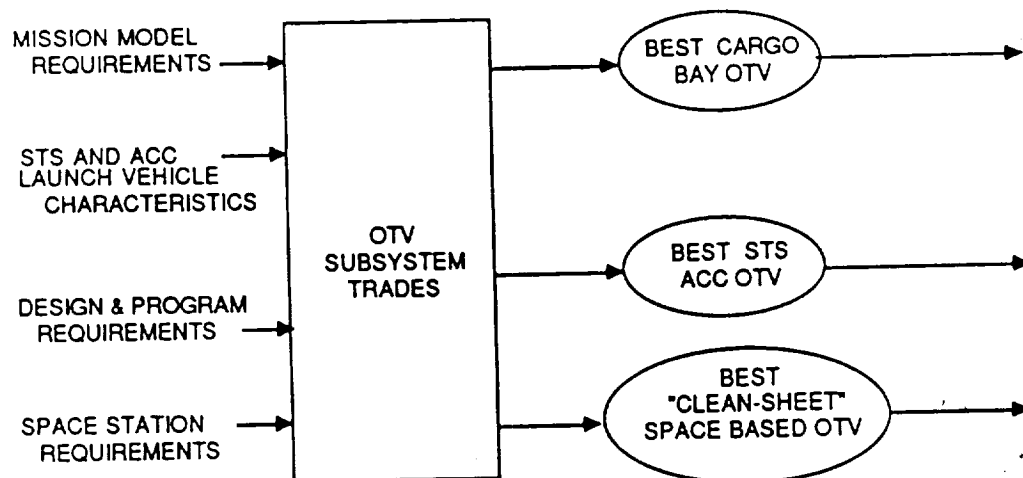 MISSION MODEL
REQUIREMENTS
STS AND ACC
LAUNCH VEHICLE
CHARACTERISTICS
DESIGN & PROGRAM
REQUIREMENTS
SPACE STATION
REQUIREMENTS
OTV
SUBSYSTEM
TRADES
BEST CARGO
BAY OTV
BEST STS
ACC OTV
BEST
"CLEAN-SHEET"
SPACE BASED OTV